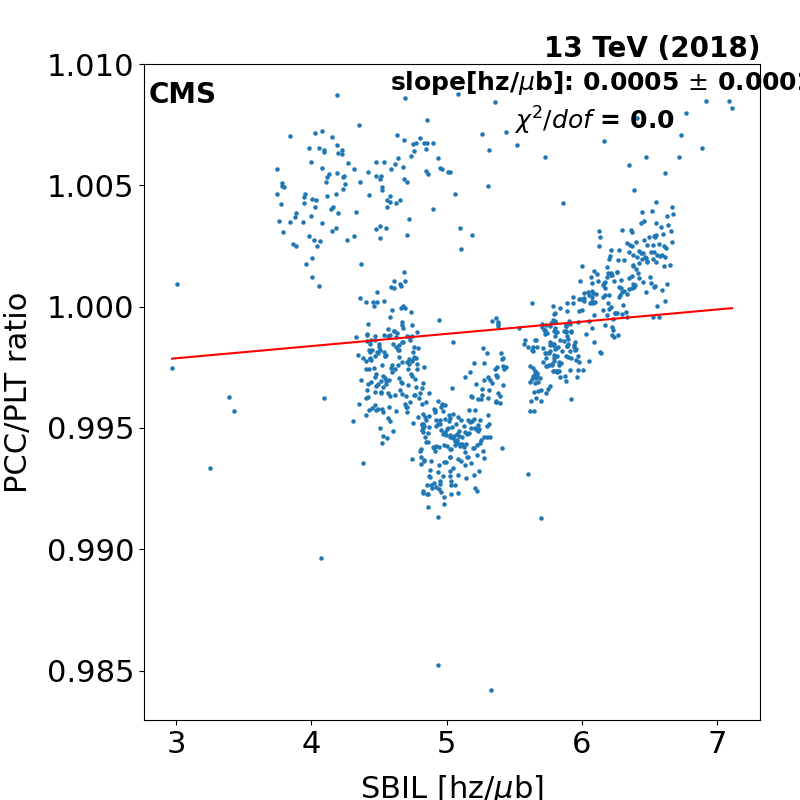 13 TeV (2018)
CMS
slope[hz/μb]: 0.0005 ± 0.000
χ²/dof = 0.0
1.010
1.005
1.000
0.995
0.990
0.985
PCC/PLT ratio
3 4 5 6 7
SBIL [hz/μb]